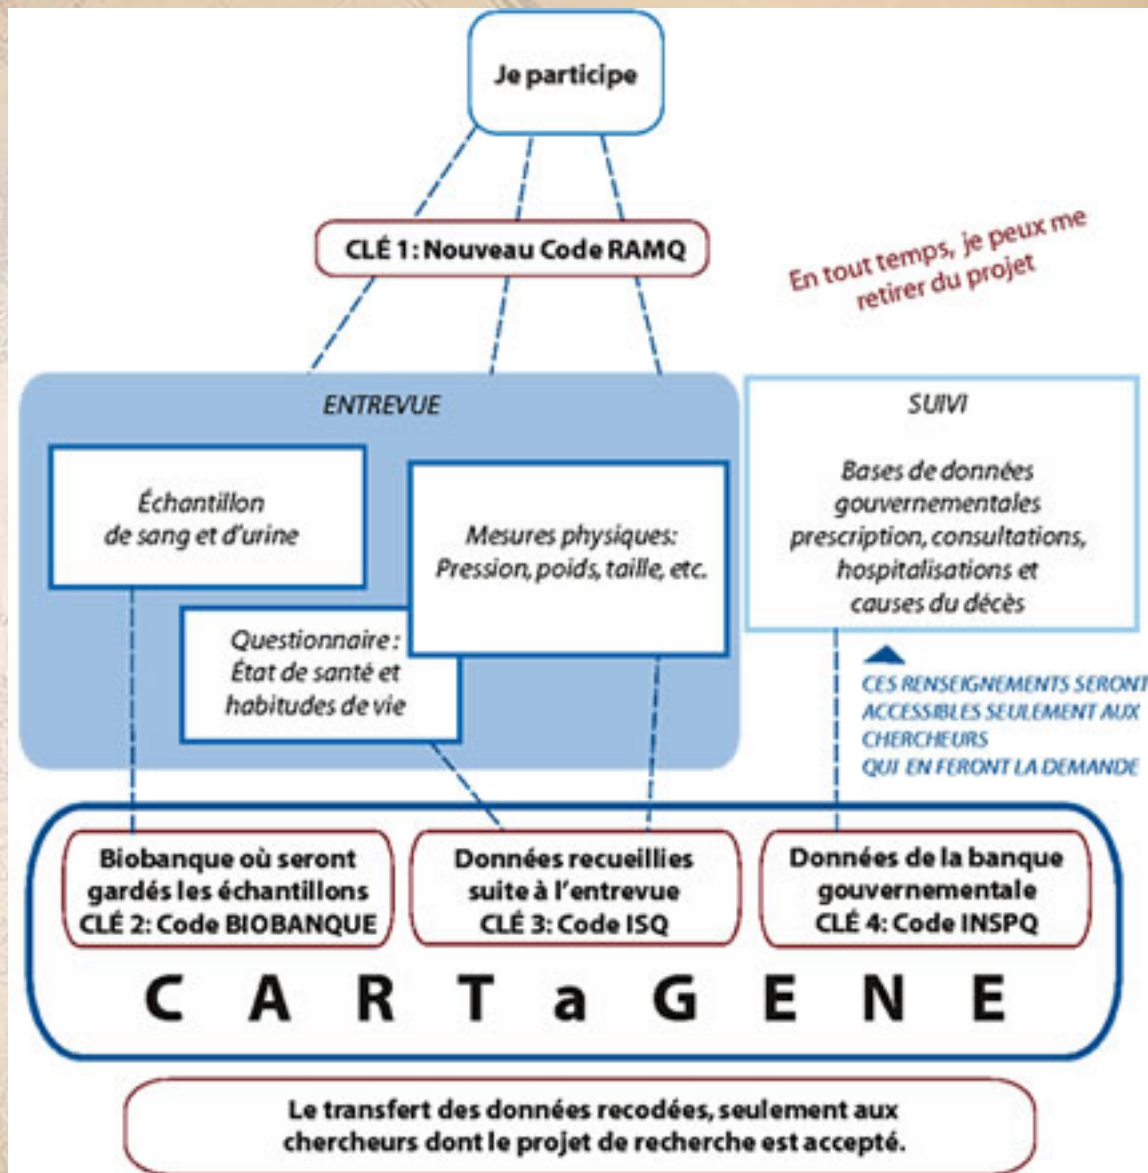 Je participe
CLÉ 1: Nouveau Code RAMQ
En tout temps, je peux me
retirer du projet
ENTREVUE
Échantillon
de sang et d'urine
Mesures physiques:
Pression, poids, taille, etc.
Questionnaire :
État de santé et
habitudes de vie
SUIVI
Bases de données
gouvernementales
prescription, consultations,
hospitalisations et
causes du décès
CES RENSEIGNEMENTS SERONT
ACCESSIBLES SEULEMENT AUX
CHERCHEURS
QUI EN FERONT LA DEMANDE
Biobanque où seront
gardés les échantillons
CLÉ 2: Code BIOBANQUE
Données recueillies
suite à l'entrevue
CLÉ 3: Code ISQ
Données de la banque
gouvernementale
CLÉ 4: Code INSPQ
C A R T a G E N E
Le transfert des données recodées, seulement aux
chercheurs dont le projet de recherche est accepté.